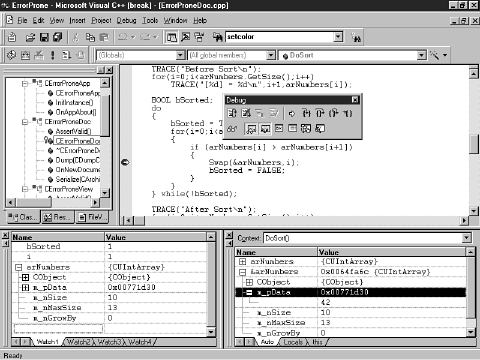 ErrorProne - Microsoft Visual C++ [break] - [ErrorProneDoc.cpp]
File Edit View Insert Project Debug Tools Window Help
setcolor
(Globals) (All global members) DoSort
CErrorProneApp
CErrorProneApp
InitInstance()
OnAppAbout()
CErrorProneDoc
AssertValid()
CErrorProneDoc
~CErrorProneDo
Dump(CDumpC
OnNewDocumen
Serialize(CArchiv
CErrorProneView
AssertValid()
Clas... Res... FileV...
TRACE("Before Sort\n");
for(i=0;i<arNumbers.GetSize();i++)
TRACE("[%d] = %d\n",i+1,arNumbers[i]);
BOOL bSorted;
do
{
bSorted = T
for(i=0;i<a
{
if (arNumbers[i] > arNumbers[i+1])
{
Swap(&arNumbers,i);
bSorted = FALSE;
}
}
} while(!bSorted);
TRACE("After Sort\n");
Debug
Name Value
bSorted 1
i 1
arNumbers {CUIntArray}
CObject {CObject}
m_pData 0x00771d30
m_nSize 10
m_nMaxSize 13
m_nGrowBy 0
Watch1 Watch2 Watch3 Watch4
Context: DoSort()
Name Value
arNumbers {CUIntArray}
&arNumbers 0x0064fa6c {CUIntArray}
CObject {CObject}
m_pData 0x00771d30
42
m_nSize 10
m_nMaxSize 13
m_nGrowBy 0
Auto Locals this
Ready